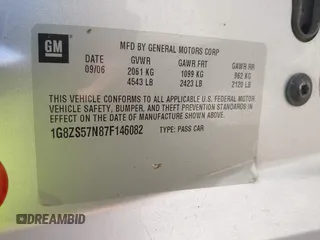 GM
MFD BY GENERAL MOTORS CORP
DATE GVWR GAWR FRT GAWR RR
09/06 2061 KG 1099 KG 962 KG
4543 LB 2423 LB 2120 LB
THIS VEHICLE CONFORMS TO ALL APPLICABLE U.S. FEDERAL MOTOR
VEHICLE SAFETY, BUMPER, AND THEFT PREVENTION STANDARDS
IN EFFECT ON THE DATE OF MANUFACTURE SHOWN ABOVE.
1G8ZS57N87F146082 TYPE: PASS CAR
DREAMBID